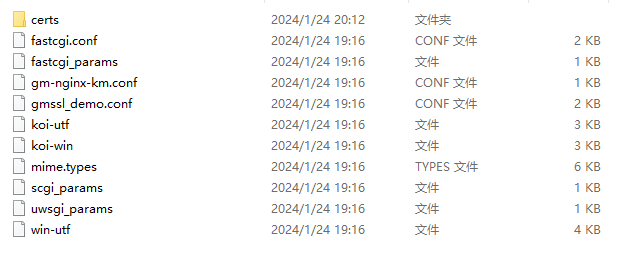 certs 2024/1/24 20:12 文件夹
fastcgi.conf 2024/1/24 19:16 CONF 文件 2 KB
fastcgi_params 2024/1/24 19:16 文件 1 KB
gm-nginx-km.conf 2024/1/24 19:16 CONF 文件 1 KB
gmssl_demo.conf 2024/1/24 19:16 CONF 文件 2 KB
koi-utf 2024/1/24 19:16 文件 3 KB
koi-win 2024/1/24 19:16 文件 3 KB
mime.types 2024/1/24 19:16 TYPES 文件 6 KB
scgi_params 2024/1/24 19:16 文件 1 KB
uwsgi_params 2024/1/24 19:16 文件 1 KB
win-utf 2024/1/24 19:16 文件 4 KB